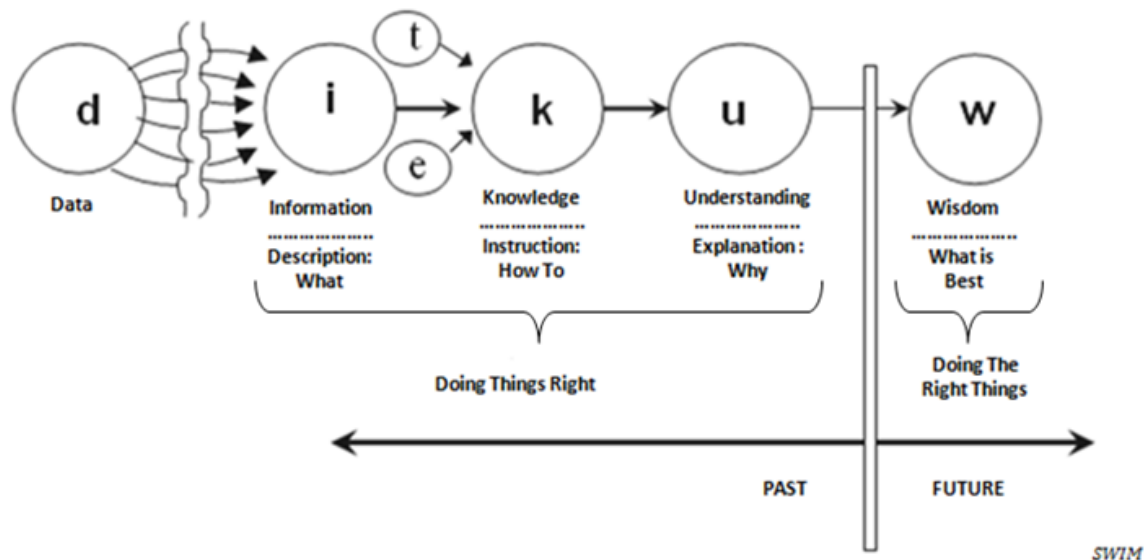 d
i
t
e
k
u
w
Data
Information
....................
Description:
What
Knowledge
....................
Instruction:
How To
Understanding
....................
Explanation :
Why
Wisdom
....................
What is
Best
Doing Things Right
Doing The
Right Things
PAST
FUTURE
SWIM